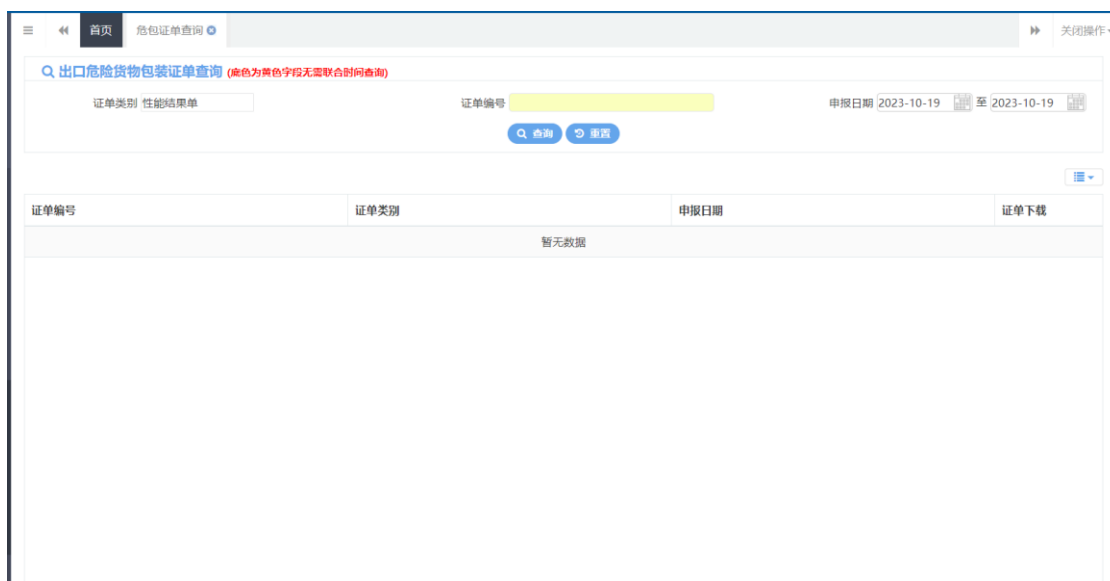 首页 危包证单查询 关闭操作
出口危险货物包装证单查询 (底色为黄色字段无需联合时间查询)
证单类别 性能结果单 证单编号 申报日期 2023-10-19 至 2023-10-19
查询 重置
证单编号 证单类别 申报日期 证单下载
暂无数据